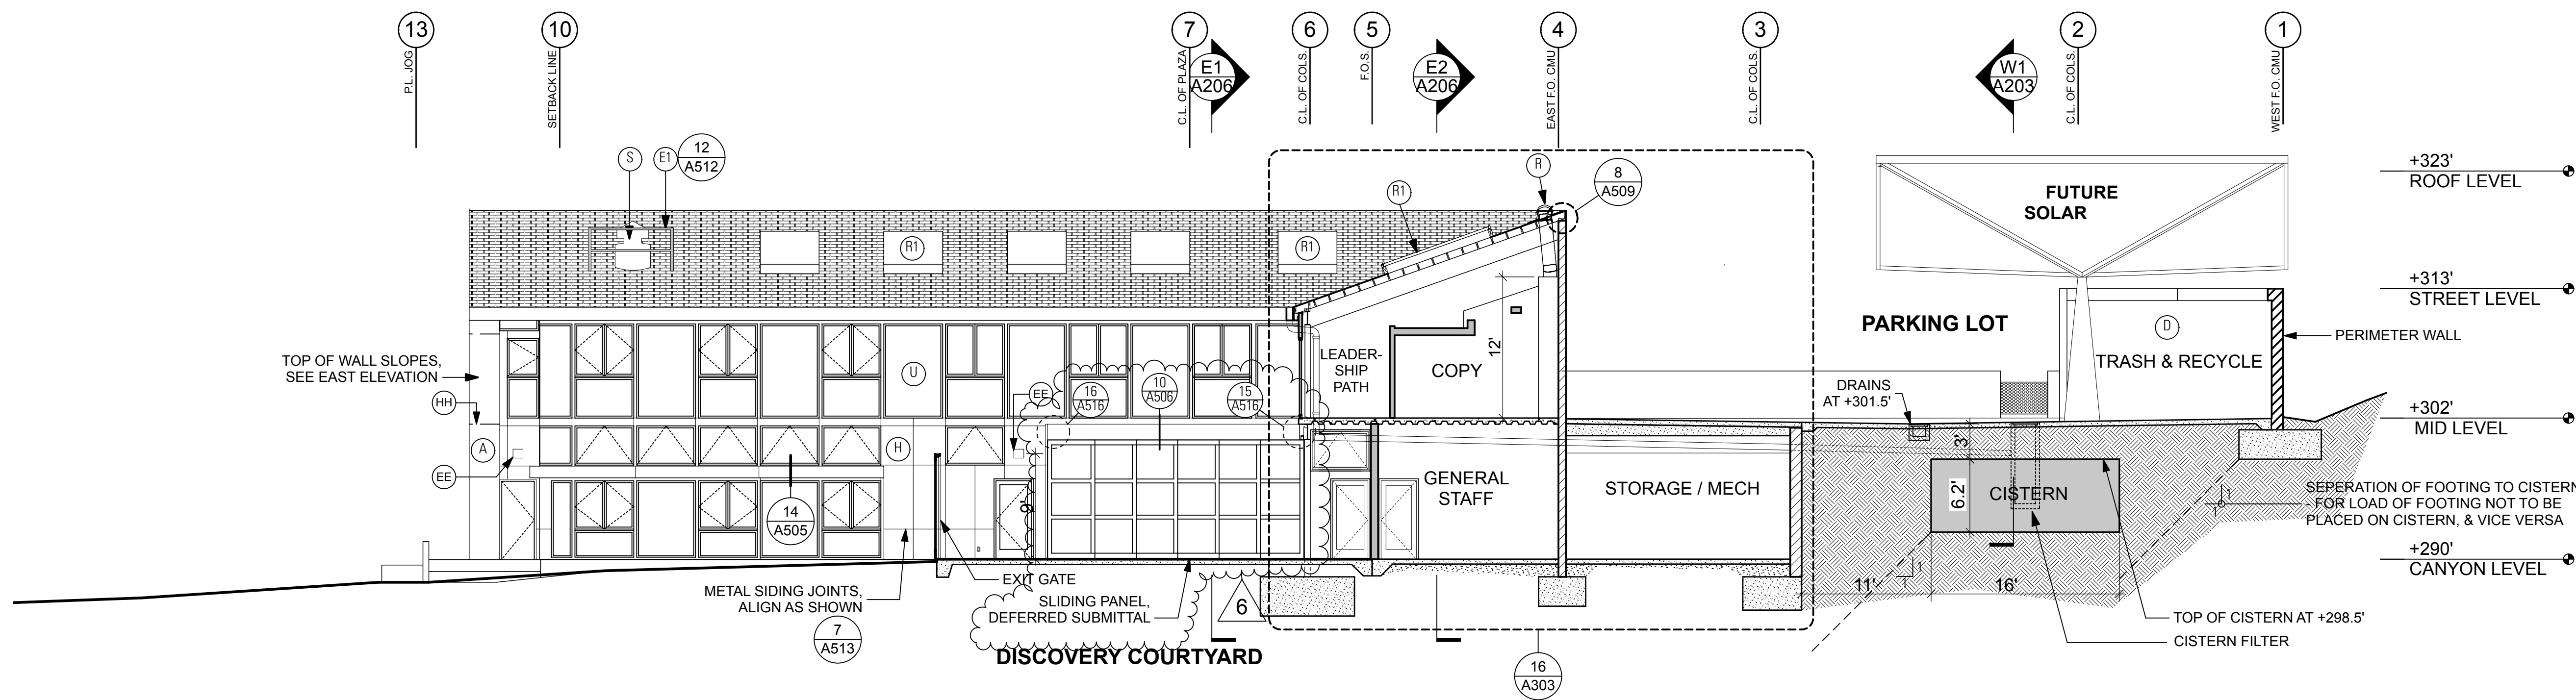 13
10
7
6
5
4
3
2
1
P.L. JOG
SETBACK LINE
C.L. OF PLAZA
E1
A206
C.L. OF COLS.
F.O.S.
E2
A206
EAST F.O. CMU
C.L. OF COLS.
W1
A203
C.L. OF COLS.
WEST F.O. CMU
S
E1
12
A512
R1
R
8
A509
FUTURE
SOLAR
+323'
ROOF LEVEL
R1
R1
+313'
STREET LEVEL
PARKING LOT
D
PERIMETER WALL
TOP OF WALL SLOPES,
SEE EAST ELEVATION
U
LEADER-
SHIP
PATH
COPY
12'
TRASH & RECYCLE
HH
EE
16
A516
10
A506
15
A516
DRAINS
AT +301.5'
+302'
MID LEVEL
A
H
3'
EE
9'
GENERAL
STAFF
STORAGE / MECH
6.2'
CISTERN
1
1
SEPERATION OF FOOTING TO CISTERN
- FOR LOAD OF FOOTING NOT TO BE
PLACED ON CISTERN, & VICE VERSA
14
A505
+290'
CANYON LEVEL
EXIT GATE
1
1
11'
16'
METAL SIDING JOINTS,
ALIGN AS SHOWN
7
A513
SLIDING PANEL,
DEFERRED SUBMITTAL
6
TOP OF CISTERN AT +298.5'
CISTERN FILTER
DISCOVERY COURTYARD
16
A303